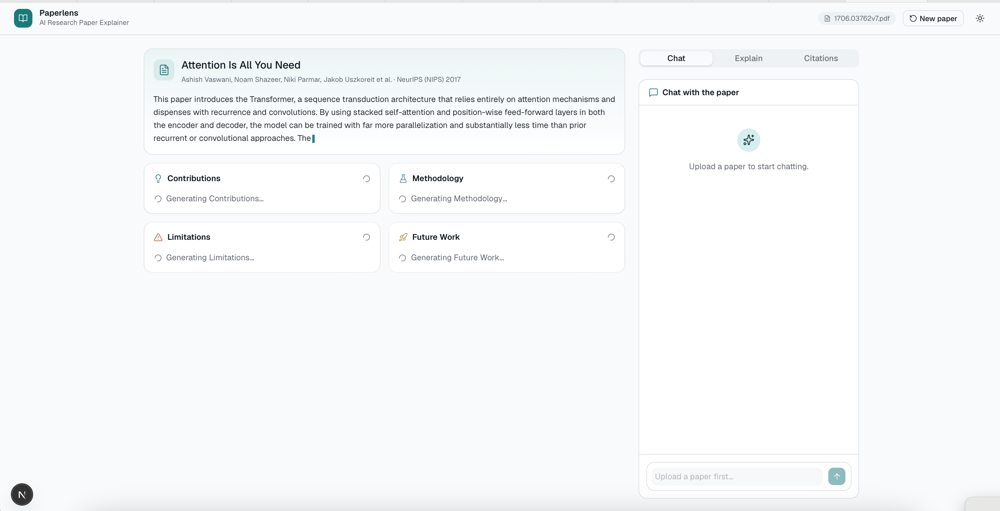 Paperlens
AI Research Paper Explainer
1706.03762v7.pdf
New paper
Attention Is All You Need
Ashish Vaswani, Noam Shazeer, Niki Parmar, Jakob Uszkoreit et al. · NeurIPS (NIPS) 2017
This paper introduces the Transformer, a sequence transduction architecture that relies entirely on attention mechanisms and
dispenses with recurrence and convolutions. By using stacked self-attention and position-wise feed-forward layers in both
the encoder and decoder, the model can be trained with far more parallelization and substantially less time than prior
recurrent or convolutional approaches. The
Contributions
Generating Contributions...
Methodology
Generating Methodology...
Limitations
Generating Limitations...
Future Work
Generating Future Work...
Chat
Explain
Citations
Chat with the paper
Upload a paper to start chatting.
Upload a paper first...
N